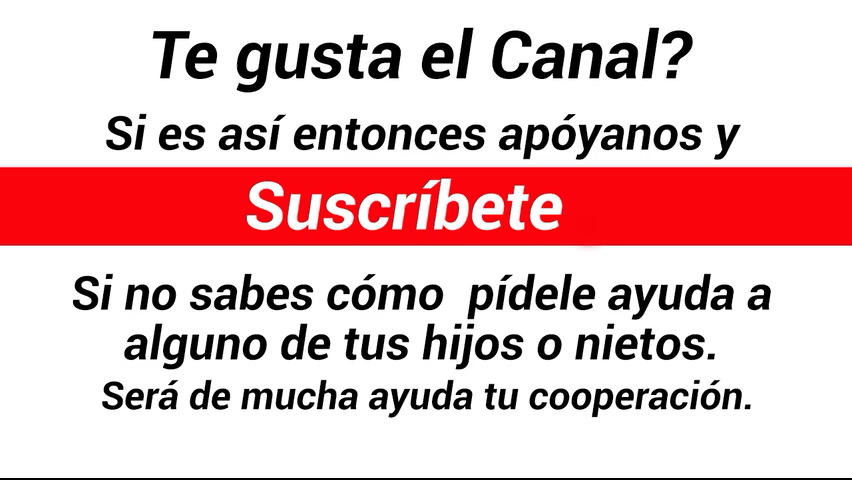 Te gusta el Canal?
Si es así entonces apóyanos y
Suscríbete
Si no sabes cómo pídele ayuda a
alguno de tus hijos o nietos.
Será de mucha ayuda tu cooperación.